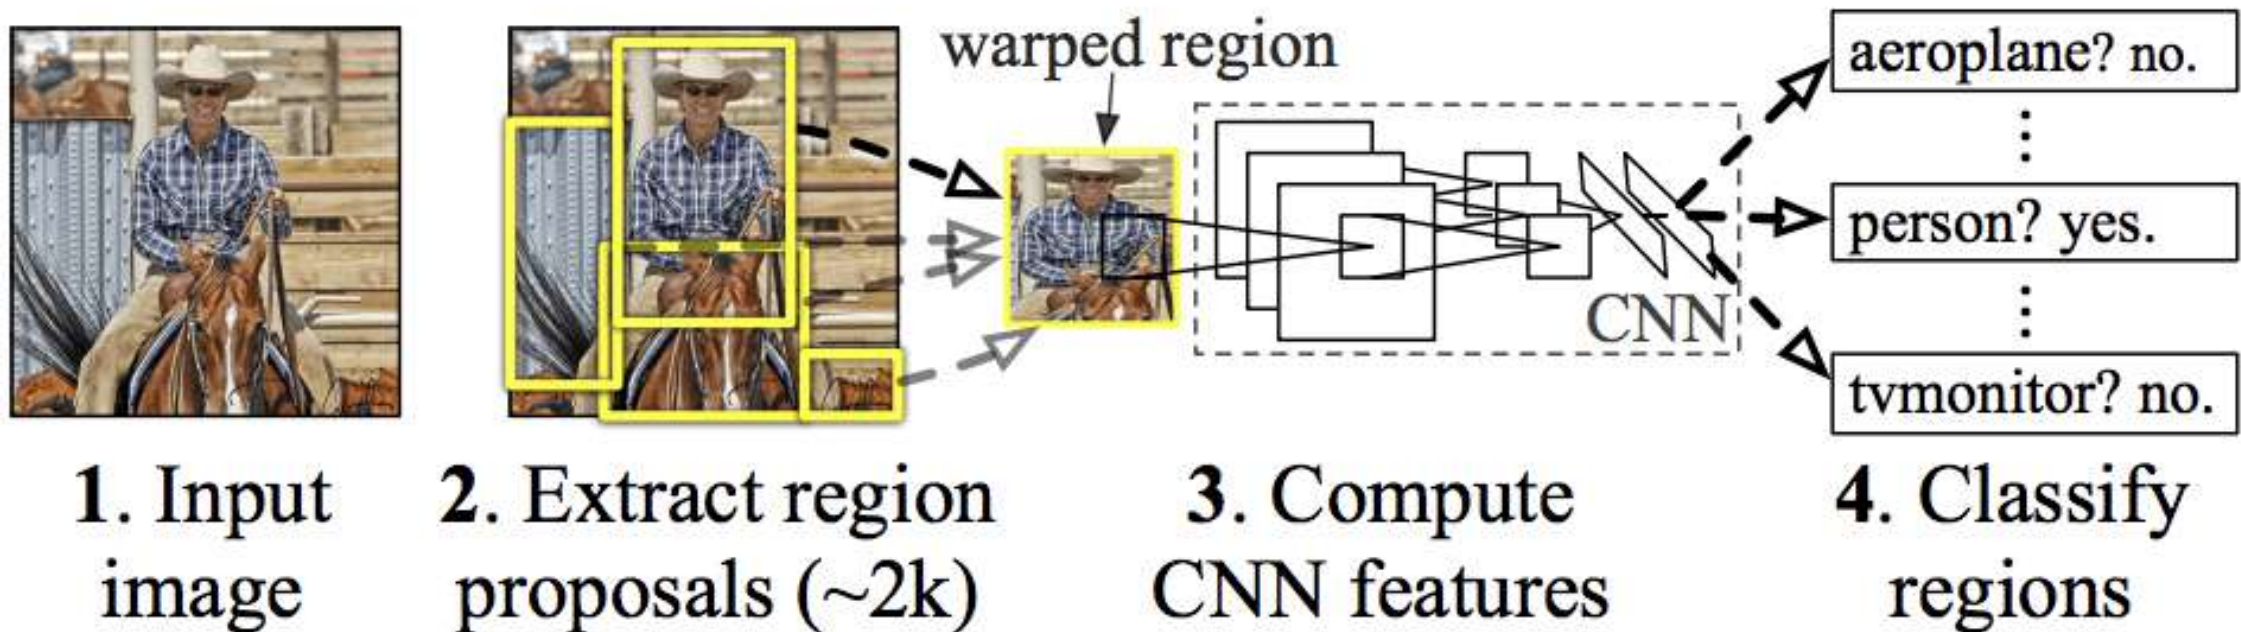 warped region
aeroplane? no.
person? yes.
CNN
tvmonitor? no.
1. Input
image
2. Extract region
proposals (~2k)
3. Compute
CNN features
4. Classify
regions